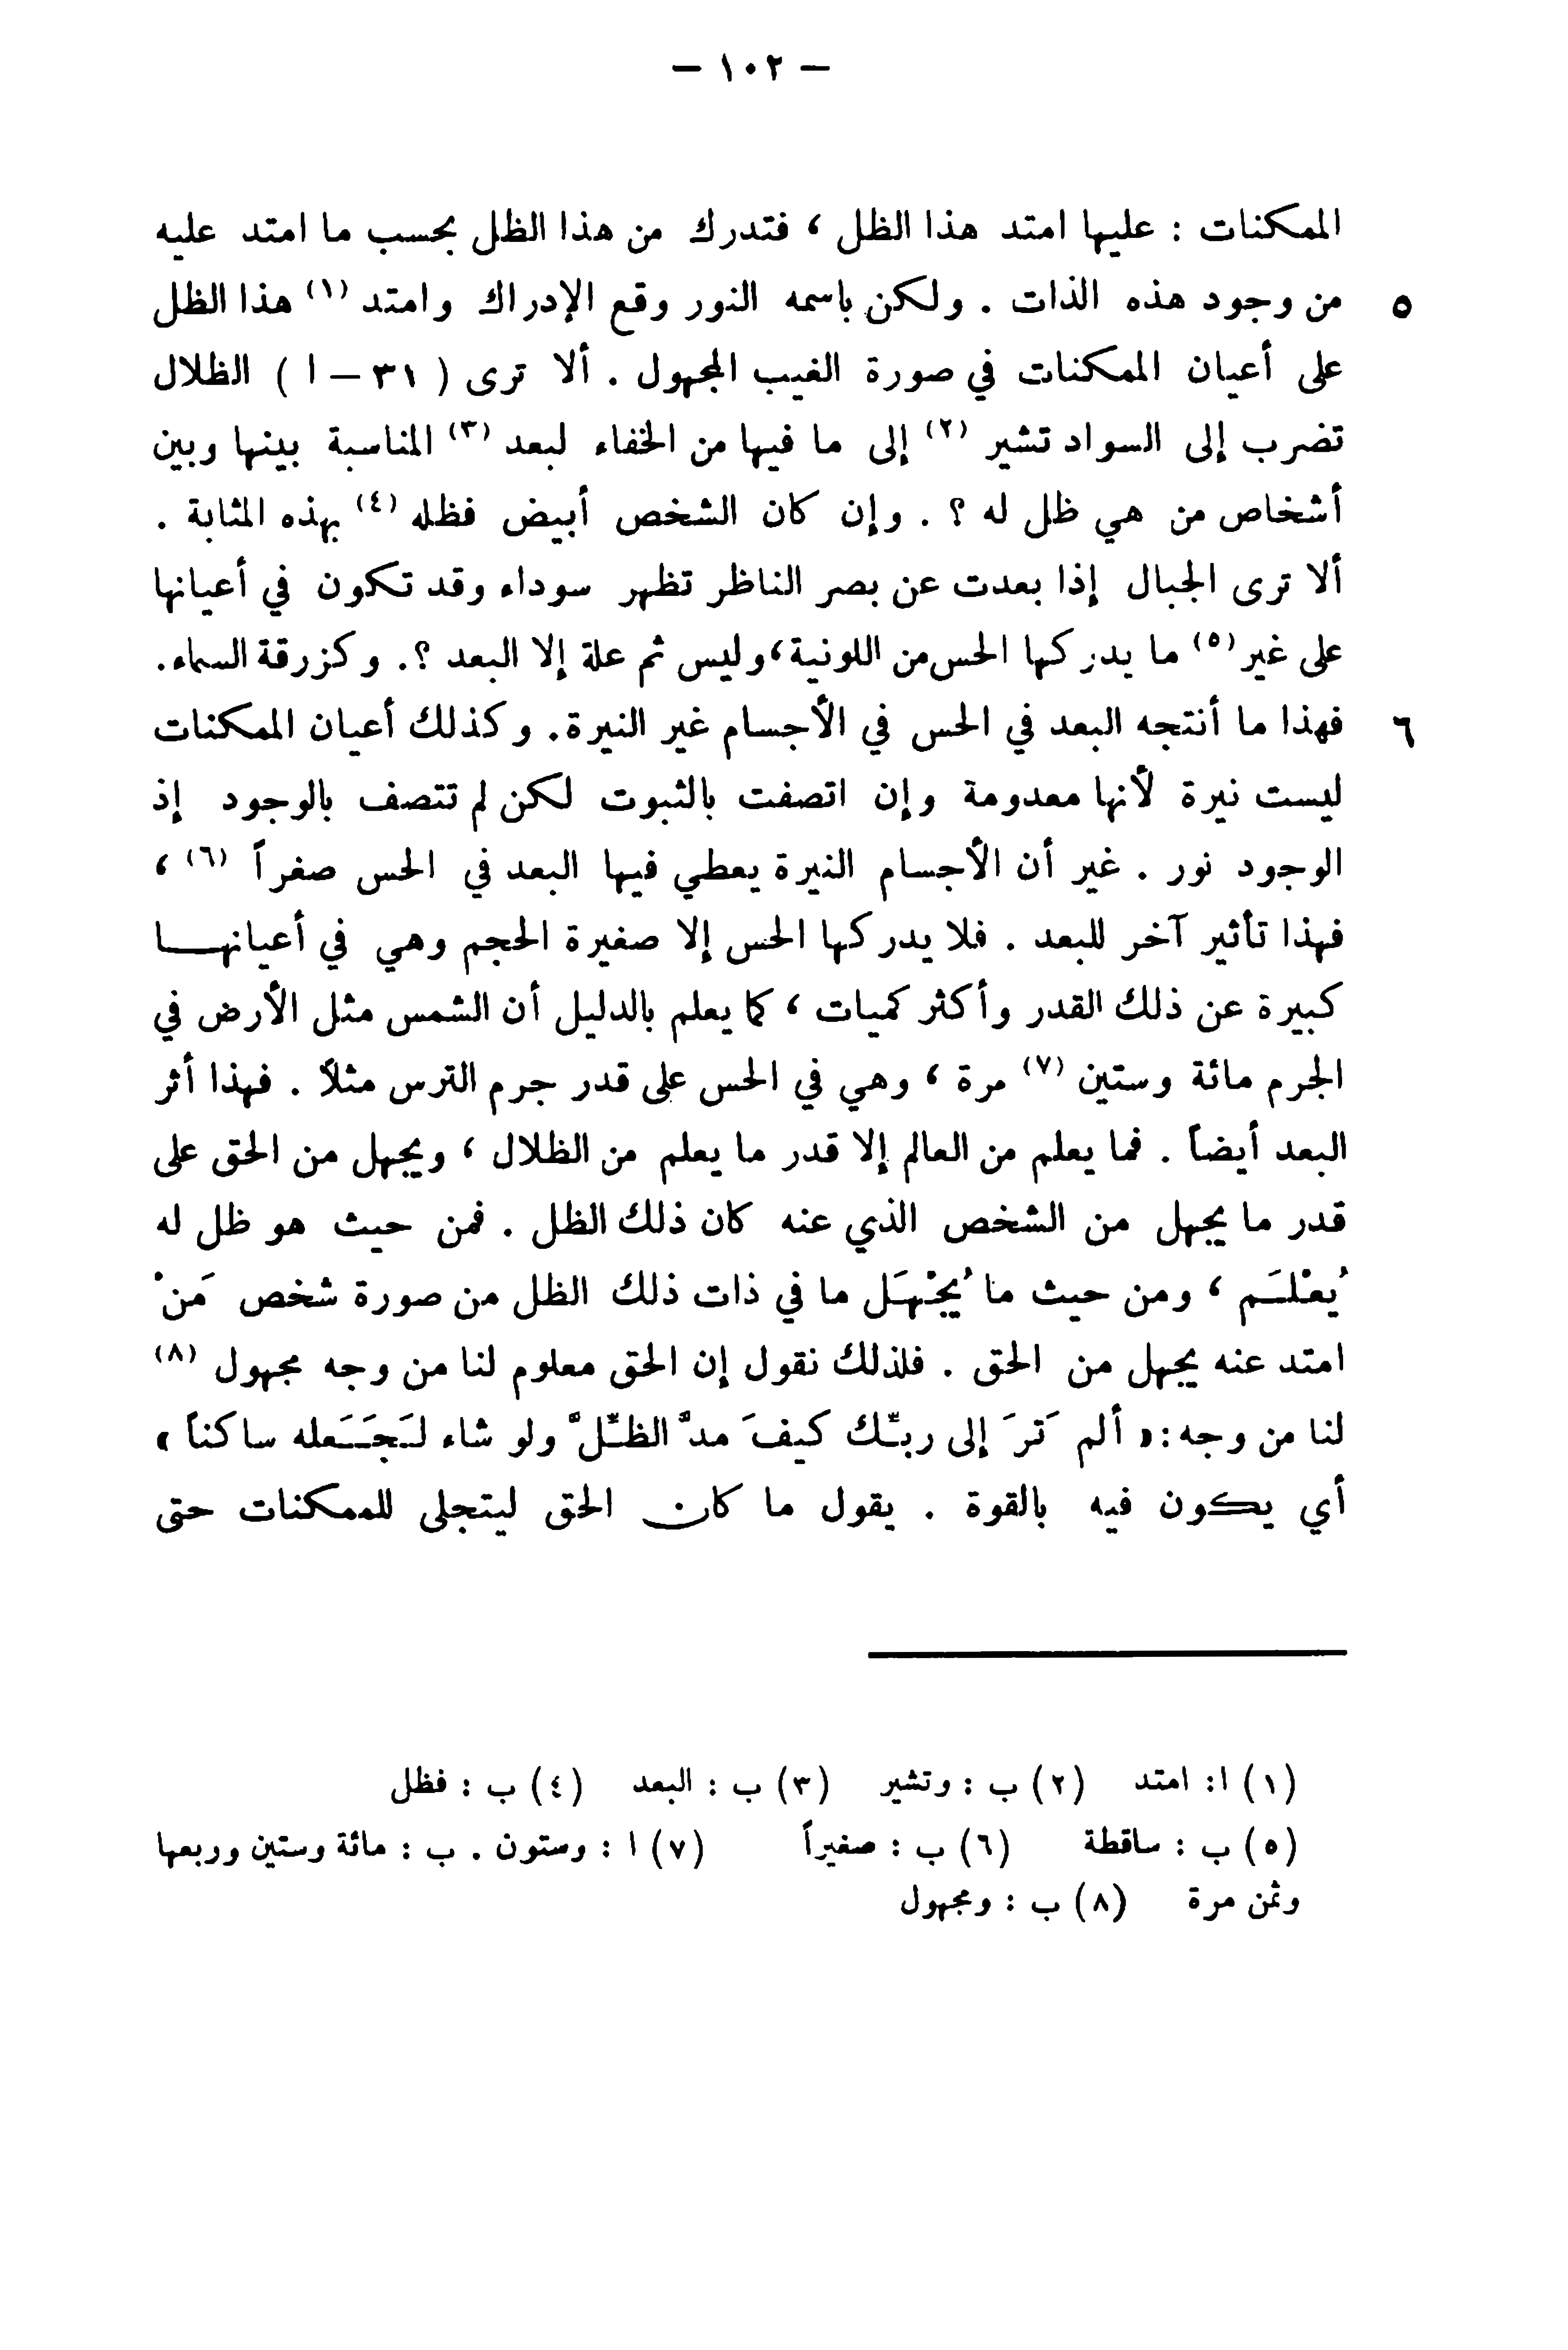 — ١٠٢ —
الممكنات : عليها امتد هذا الظل ، فتدرك من هذا الظل بحسب ما امتد عليه
٥ من وجود هذه الذات . ولكن باسمه النور وقع الإدراك وامتد (١) هذا الظل
على أعيان الممكنات في صورة الغيب المجهول . ألا ترى ( ٣١ – ا ) الظلال
تضرب إلى السواد تشير (٢) إلى ما فيها من الخفاء لبعد (٣) المناسبة بينها وبين
أشخاص من هي ظل له ؟ . وإن كان الشخص أبيض فظله (٤) بهذه المثابة .
ألا ترى الجبال إذا بعدت عن بصر الناظر تظهر سوداء وقد تكون في أعيانها
على غير (٥) ما يدركها الحس من اللونية ، وليس ثم علة إلا البعد ؟. وكزرقة السماء.
٦ فهذا ما أنتجه البعد في الحس في الأجسام غير النيرة. وكذلك أعيان الممكنات
ليست نيرة لأنها معدومة وإن اتصفت بالثبوت لكن لم تتصف بالوجود إذ
الوجود نور . غير أن الأجسام النيرة يعطي فيها البعد في الحس صغراً (٦) ،
فهذا تأثير آخر للبعد . فلا يدركها الحس إلا صغيرة الحجم وهي في أعيانهـــا
كبيرة عن ذلك القدر وأكثر كميات ، كما يعلم بالدليل أن الشمس مثل الأرض في
الجرم مائة وستين (٧) مرة ، وهي في الحس على قدر جرم الترس مثلاً . فهذا أثر
البعد أيضاً . فما يعلم من العالم إلا قدر ما يعلم من الظلال ، ويجهل من الحق على
قدر ما يجهل من الشخص الذي عنه كان ذلك الظل . فمن حيث هو ظل له
يُعْلَـم ، ومن حيث ما يُجْهَل ما في ذات ذلك الظل من صورة شخص مَنْ
امتد عنه يجهل من الحق . فلذلك نقول إن الحق معلوم لنا من وجه مجهول (٨)
لنا من وجه : « ألم تَرَ إلى ربِّك كيفَ مدَّ الظِّلَّ ولو شاء لَجَعَله ساكناً »
أي يكون فيه بالقوة . يقول ما كان الحق ليتجلى للممكنات حتى
(١) ا: امتد (٢) ب : وتشير (٣) ب : البعد (٤) ب : فظل
(٥) ب : ساقطة (٦) ب : صغيراً (٧) ا : وستون . ب : مائة وستين وربعها
وثمن مرة (٨) ب : ومجهول